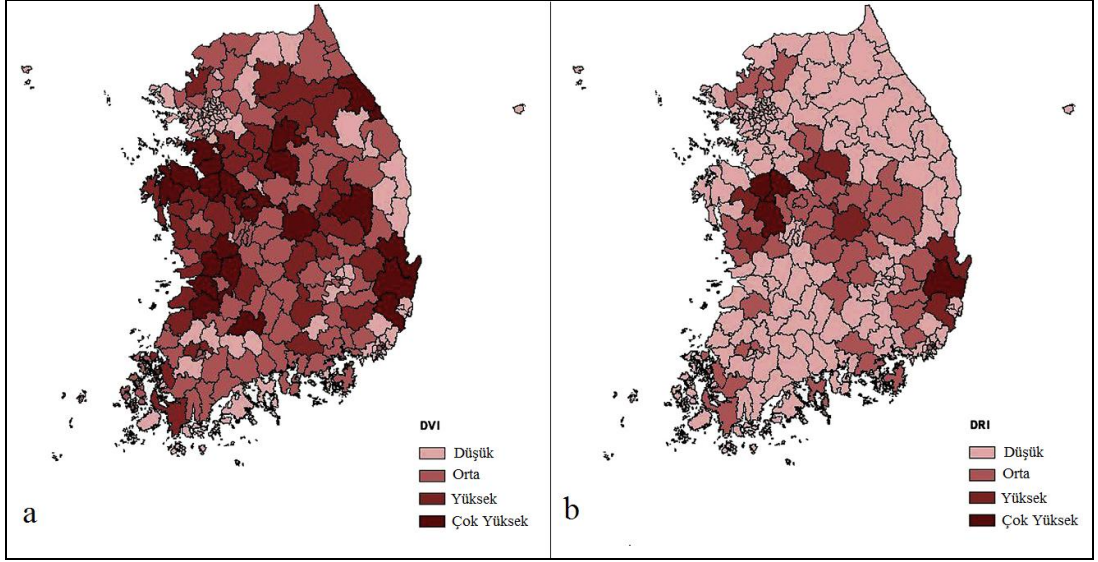 DVI
Düşük
Orta
Yüksek
Çok Yüksek
a
DRI
Düşük
Orta
Yüksek
Çok Yüksek
b